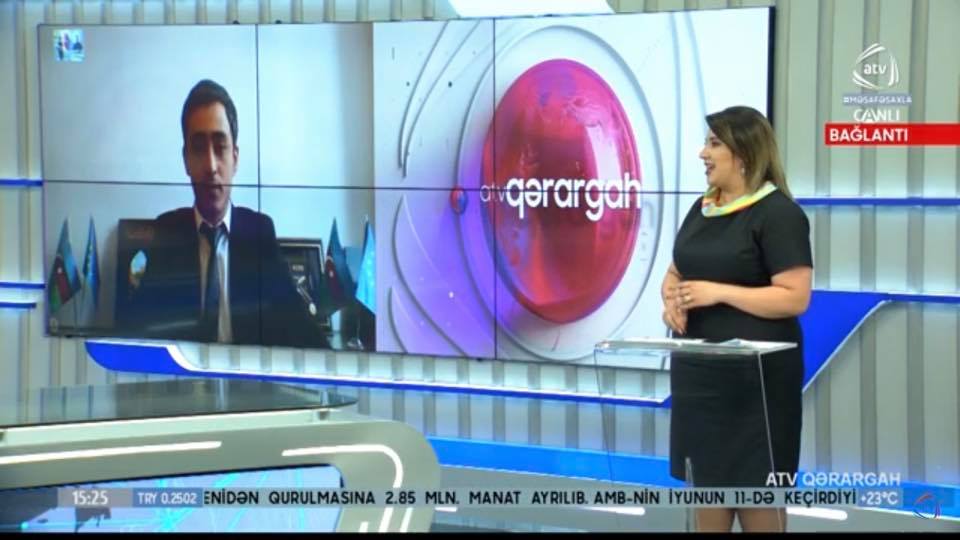 atv
#MƏSAFƏSAXLA
CANLI
BAĞLANTI
atv qərargah
ATV QƏRARGAH
15:25 TRY 0.2502 ENİDƏN QURULMASINA 2.85 MLN. MANAT AYRILIB. AMB-NİN İYUNUN 11-DƏ KEÇİRDİYİ +23°C